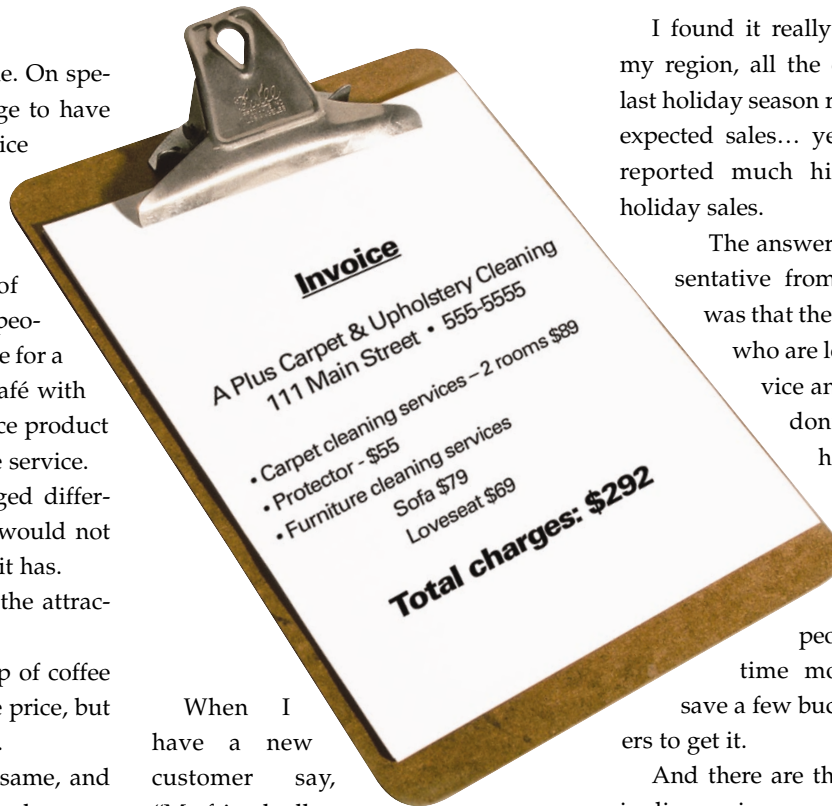 e. On spe-
ge to have
ice
of
peo-
e for a
afé with
ce product
e service.
ged differ-
would not
it has.
the attrac-
p of coffee
e price, but
same, and
Invoice
A Plus Carpet & Upholstery Cleaning
111 Main Street • 555-5555
• Carpet cleaning services – 2 rooms $89
• Protector - $55
• Furniture cleaning services
Sofa $79
Loveseat $69
Total charges: $292
When I
have a new
customer say,
I found it really
my region, all the
last holiday season
expected sales… ye
reported much hi
holiday sales.
The answer
sentative from
was that the
who are l
vice a
don
h
peo
time mo
save a few buc
ers to get it.
And there are th